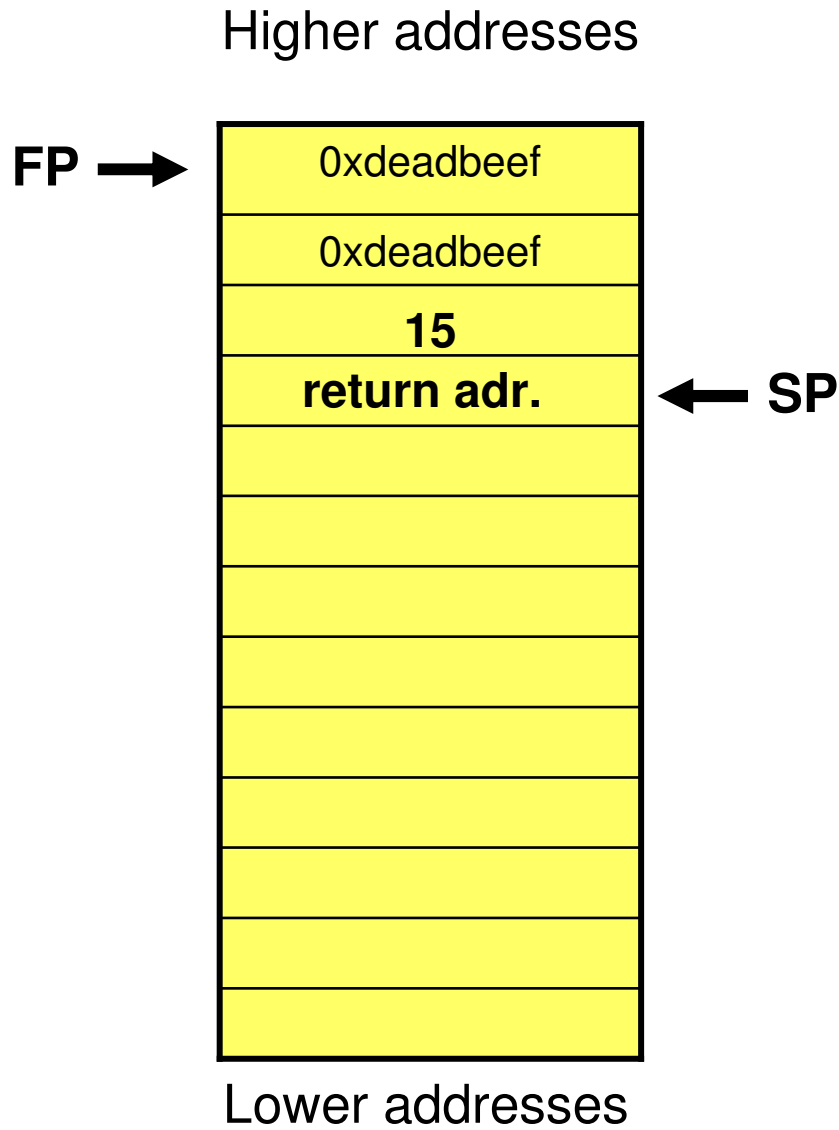 Higher addresses
FP
0xdeadbeef
0xdeadbeef
15
return adr.
SP
Lower addresses